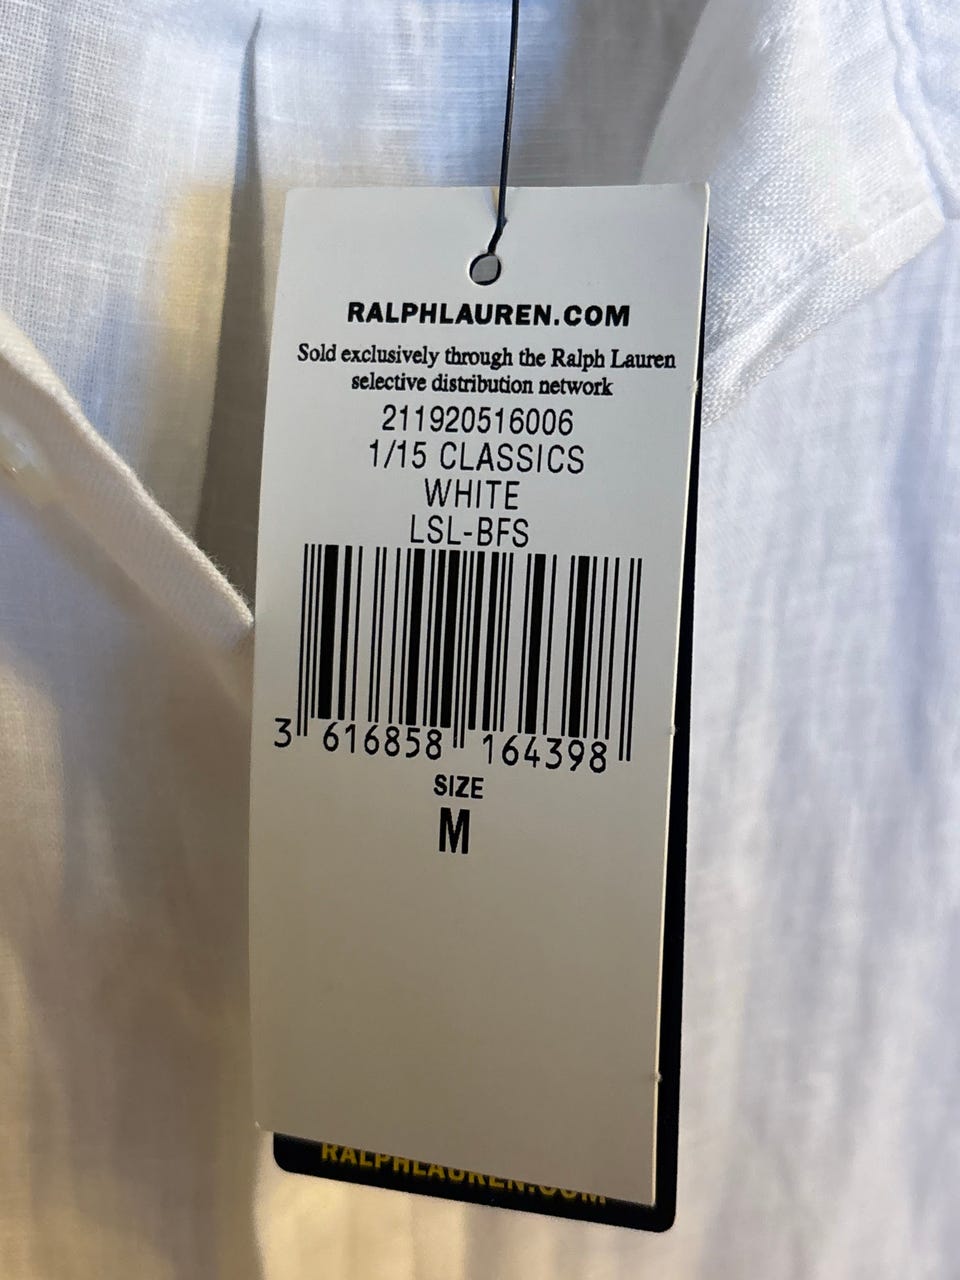 RALPHLAUREN.COM
Sold exclusively through the Ralph Lauren
selective distribution network
211920516006
1/15 CLASSICS
WHITE
LSL-BFS
3 616858 164398
SIZE
M
RALPHLAUREN.COM